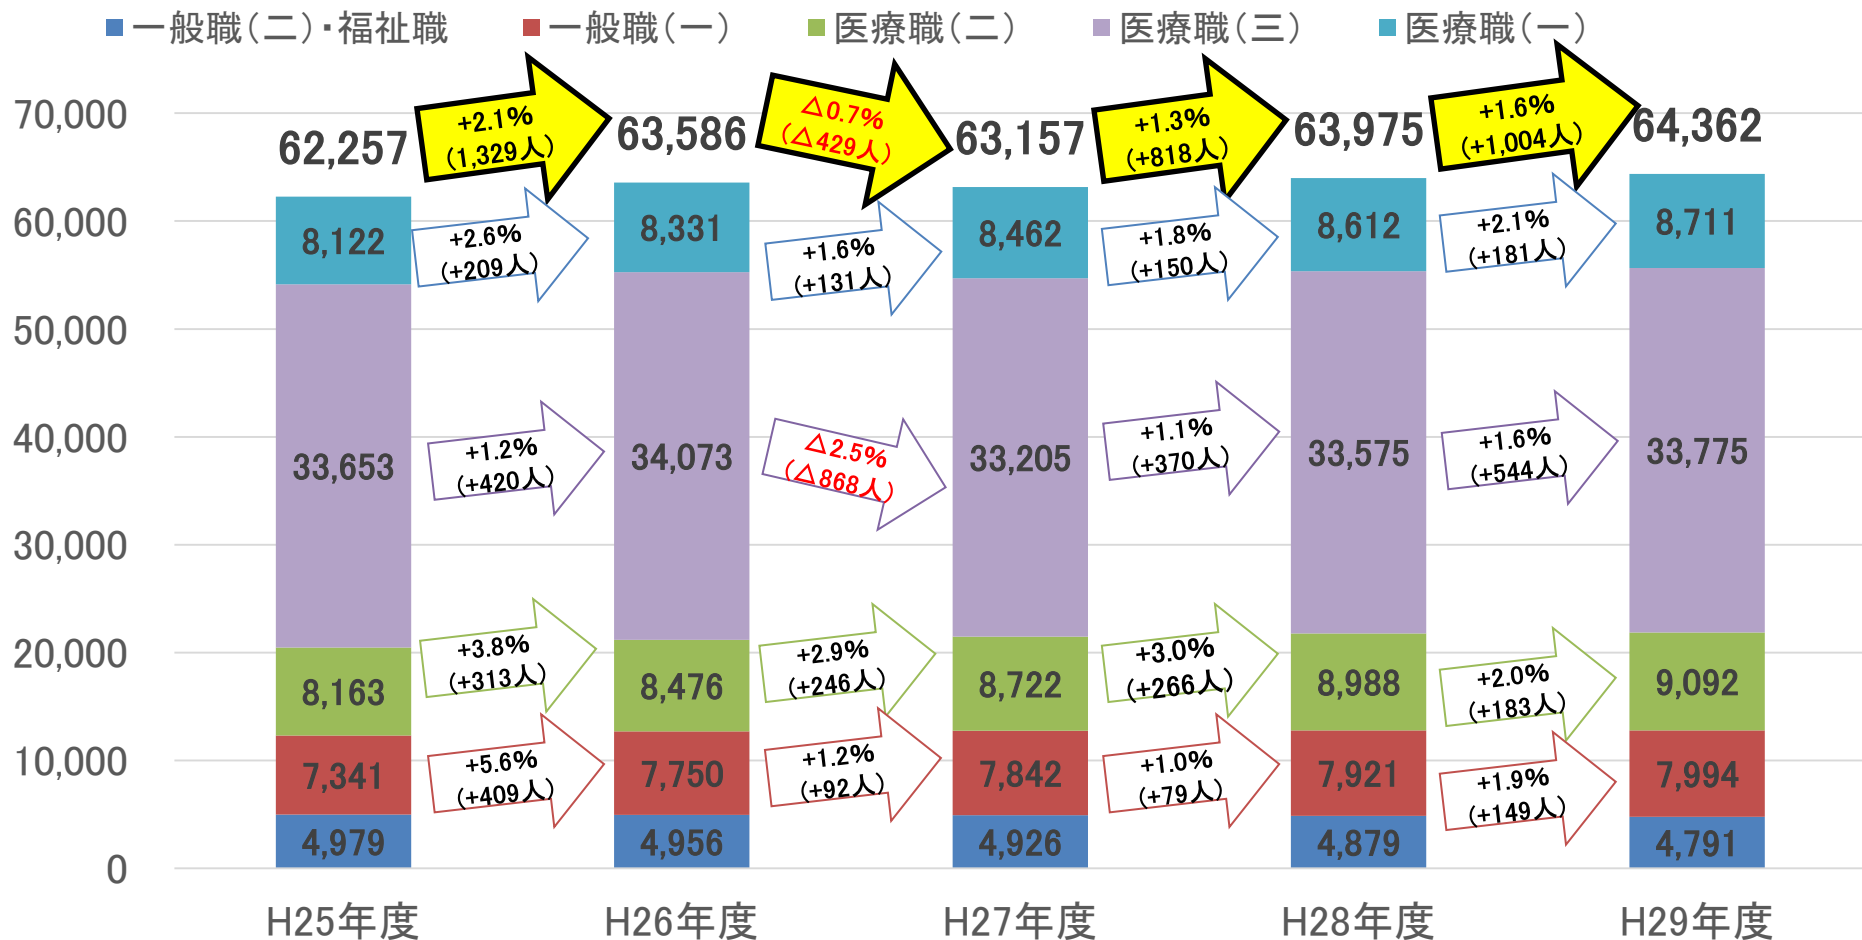 一般職(二)・福祉職 一般職(一) 医療職(二) 医療職(三) 医療職(一)
70,000
60,000
50,000
40,000
30,000
20,000
10,000
0
62,257
63,586
63,157
63,975
64,362
+2.1%
(1,329人)
△0.7%
(△429人)
+1.3%
(+818人)
+1.6%
(+1,004人)
8,122
8,331
8,462
8,612
8,711
+2.6%
(+209人)
+1.6%
(+131人)
+1.8%
(+150人)
+2.1%
(+181人)
33,653
34,073
33,205
33,575
33,775
+1.2%
(+420人)
△2.5%
(△868人)
+1.1%
(+370人)
+1.6%
(+544人)
8,163
8,476
8,722
8,988
9,092
+3.8%
(+313人)
+2.9%
(+246人)
+3.0%
(+266人)
+2.0%
(+183人)
7,341
7,750
7,842
7,921
7,994
+5.6%
(+409人)
+1.2%
(+92人)
+1.0%
(+79人)
+1.9%
(+149人)
4,979
4,956
4,926
4,879
4,791
H25年度
H26年度
H27年度
H28年度
H29年度